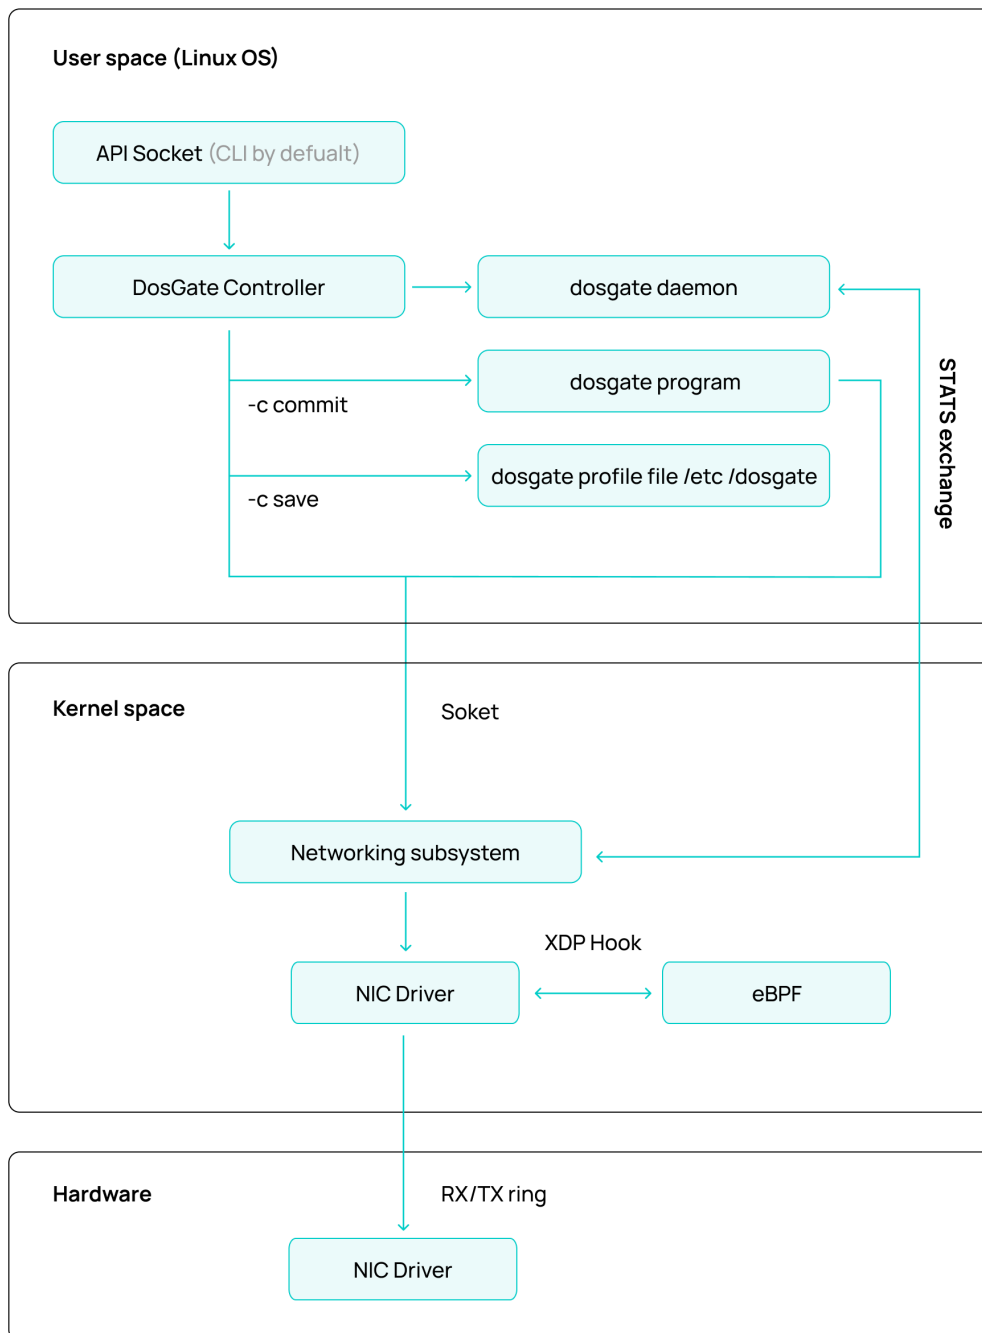 User space (Linux OS)
API Socket (CLI by defualt)
DosGate Controller
dosgate daemon
dosgate program
-c commit
dosgate profile file /etc /dosgate
-c save
STATS exchange
Kernel space
Soket
Networking subsystem
XDP Hook
NIC Driver
eBPF
Hardware
RX/TX ring
NIC Driver